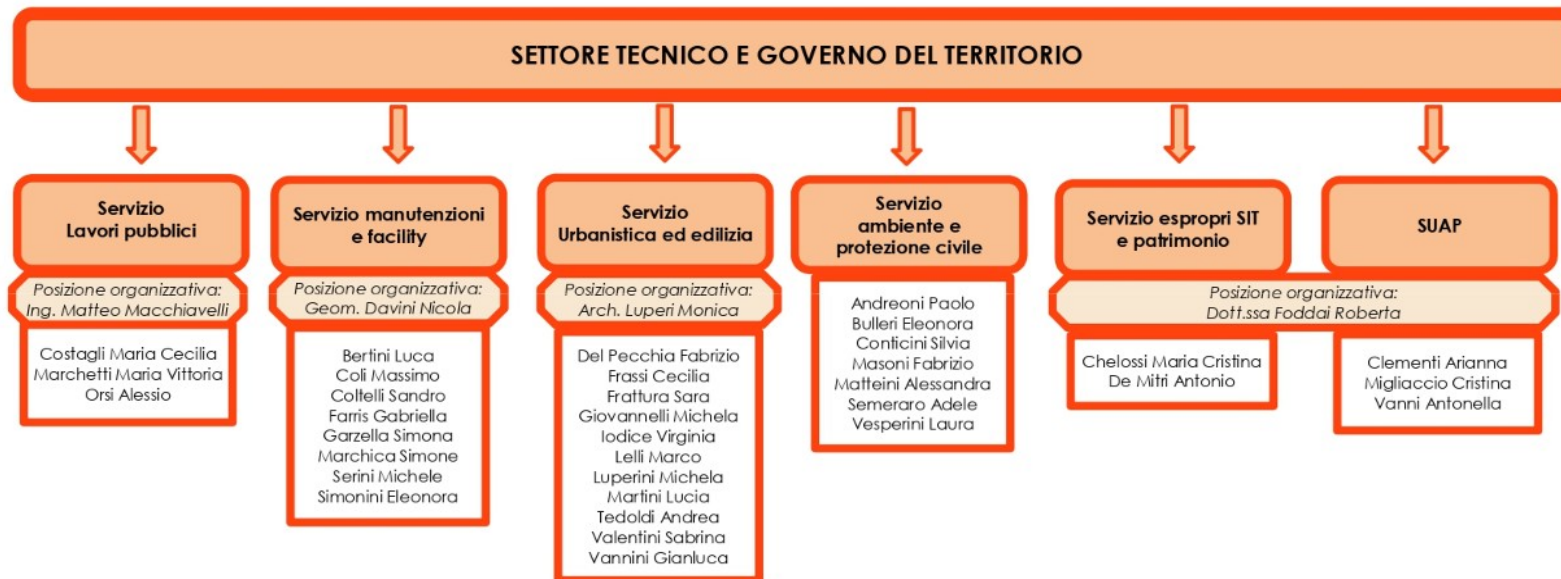 SETTORE TECNICO E GOVERNO DEL TERRITORIO
Servizio
Lavori pubblici
Posizione organizzativa:
Ing. Matteo Macchiavelli
Costagli Maria Cecilia
Marchetti Maria Vittoria
Orsi Alessio
Servizio manutenzioni
e facility
Posizione organizzativa:
Geom. Davini Nicola
Bertini Luca
Coli Massimo
Coltelli Sandro
Farris Gabriella
Garzella Simona
Marchica Simone
Serini Michele
Simonini Eleonora
Servizio
Urbanistica ed edilizia
Posizione organizzativa:
Arch. Luperi Monica
Del Pecchia Fabrizio
Frassi Cecilia
Frattura Sara
Giovannelli Michela
Iodice Virginia
Lelli Marco
Luperini Michela
Martini Lucia
Tedoldi Andrea
Valentini Sabrina
Vannini Gianluca
Servizio
ambiente e
protezione civile
Andreoni Paolo
Bulleri Eleonora
Conticini Silvia
Masoni Fabrizio
Matteini Alessandra
Semeraro Adele
Vesperini Laura
Servizio espropri SIT
e patrimonio
SUAP
Posizione organizzativa:
Dott.ssa Foddai Roberta
Chelossi Maria Cristina
De Mitri Antonio
Clementi Arianna
Migliaccio Cristina
Vanni Antonella